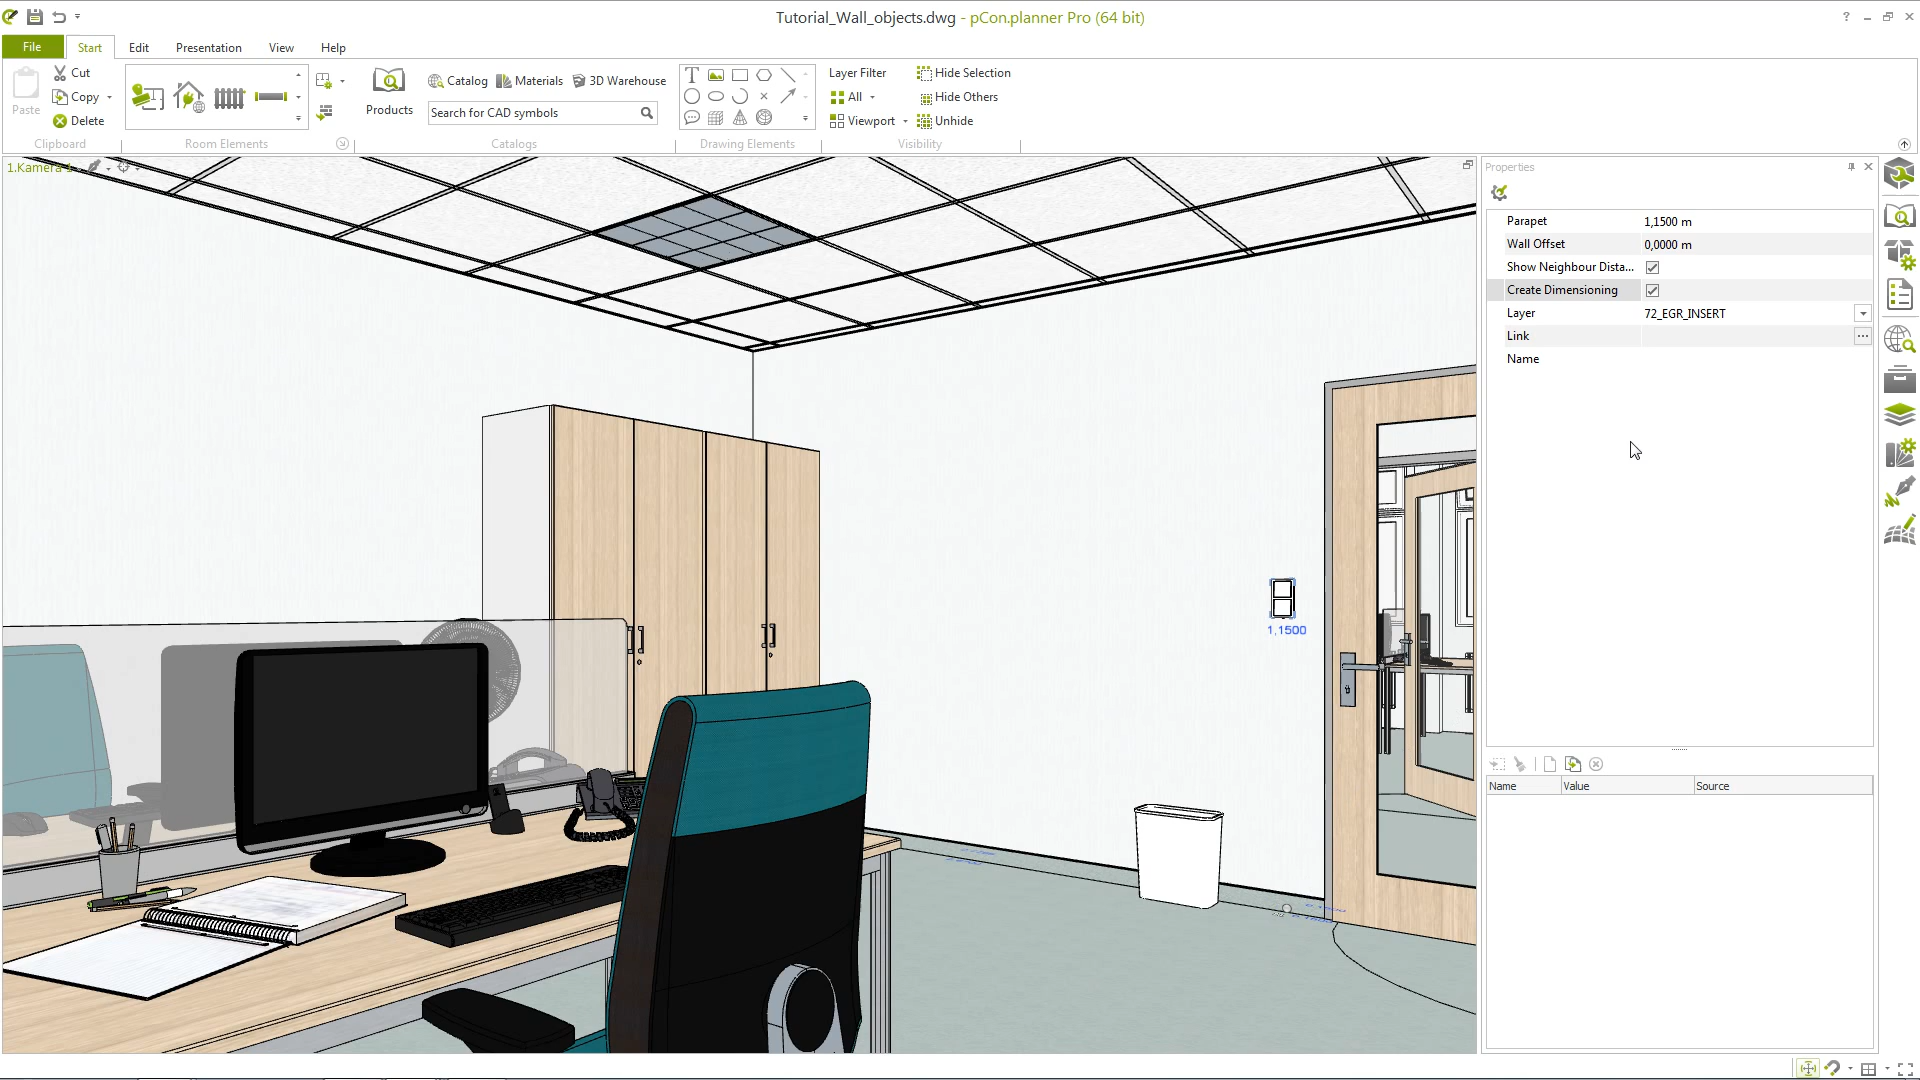 Tutorial_Wall_objects.dwg - pCon.planner Pro (64 bit)
File Start Edit Presentation View Help
Paste
Cut
Copy
Delete
Clipboard
Room Elements
Products
Catalog Materials 3D Warehouse
Search for CAD symbols
Catalogs
Drawing Elements
Layer Filter
All
Viewport
Hide Selection
Hide Others
Unhide
Visibility
1.Kamera 1
1,1500
Properties
Parapet 1,1500 m
Wall Offset 0,0000 m
Show Neighbour Dista...
Create Dimensioning
Layer 72_EGR_INSERT
Link
Name
Name Value Source